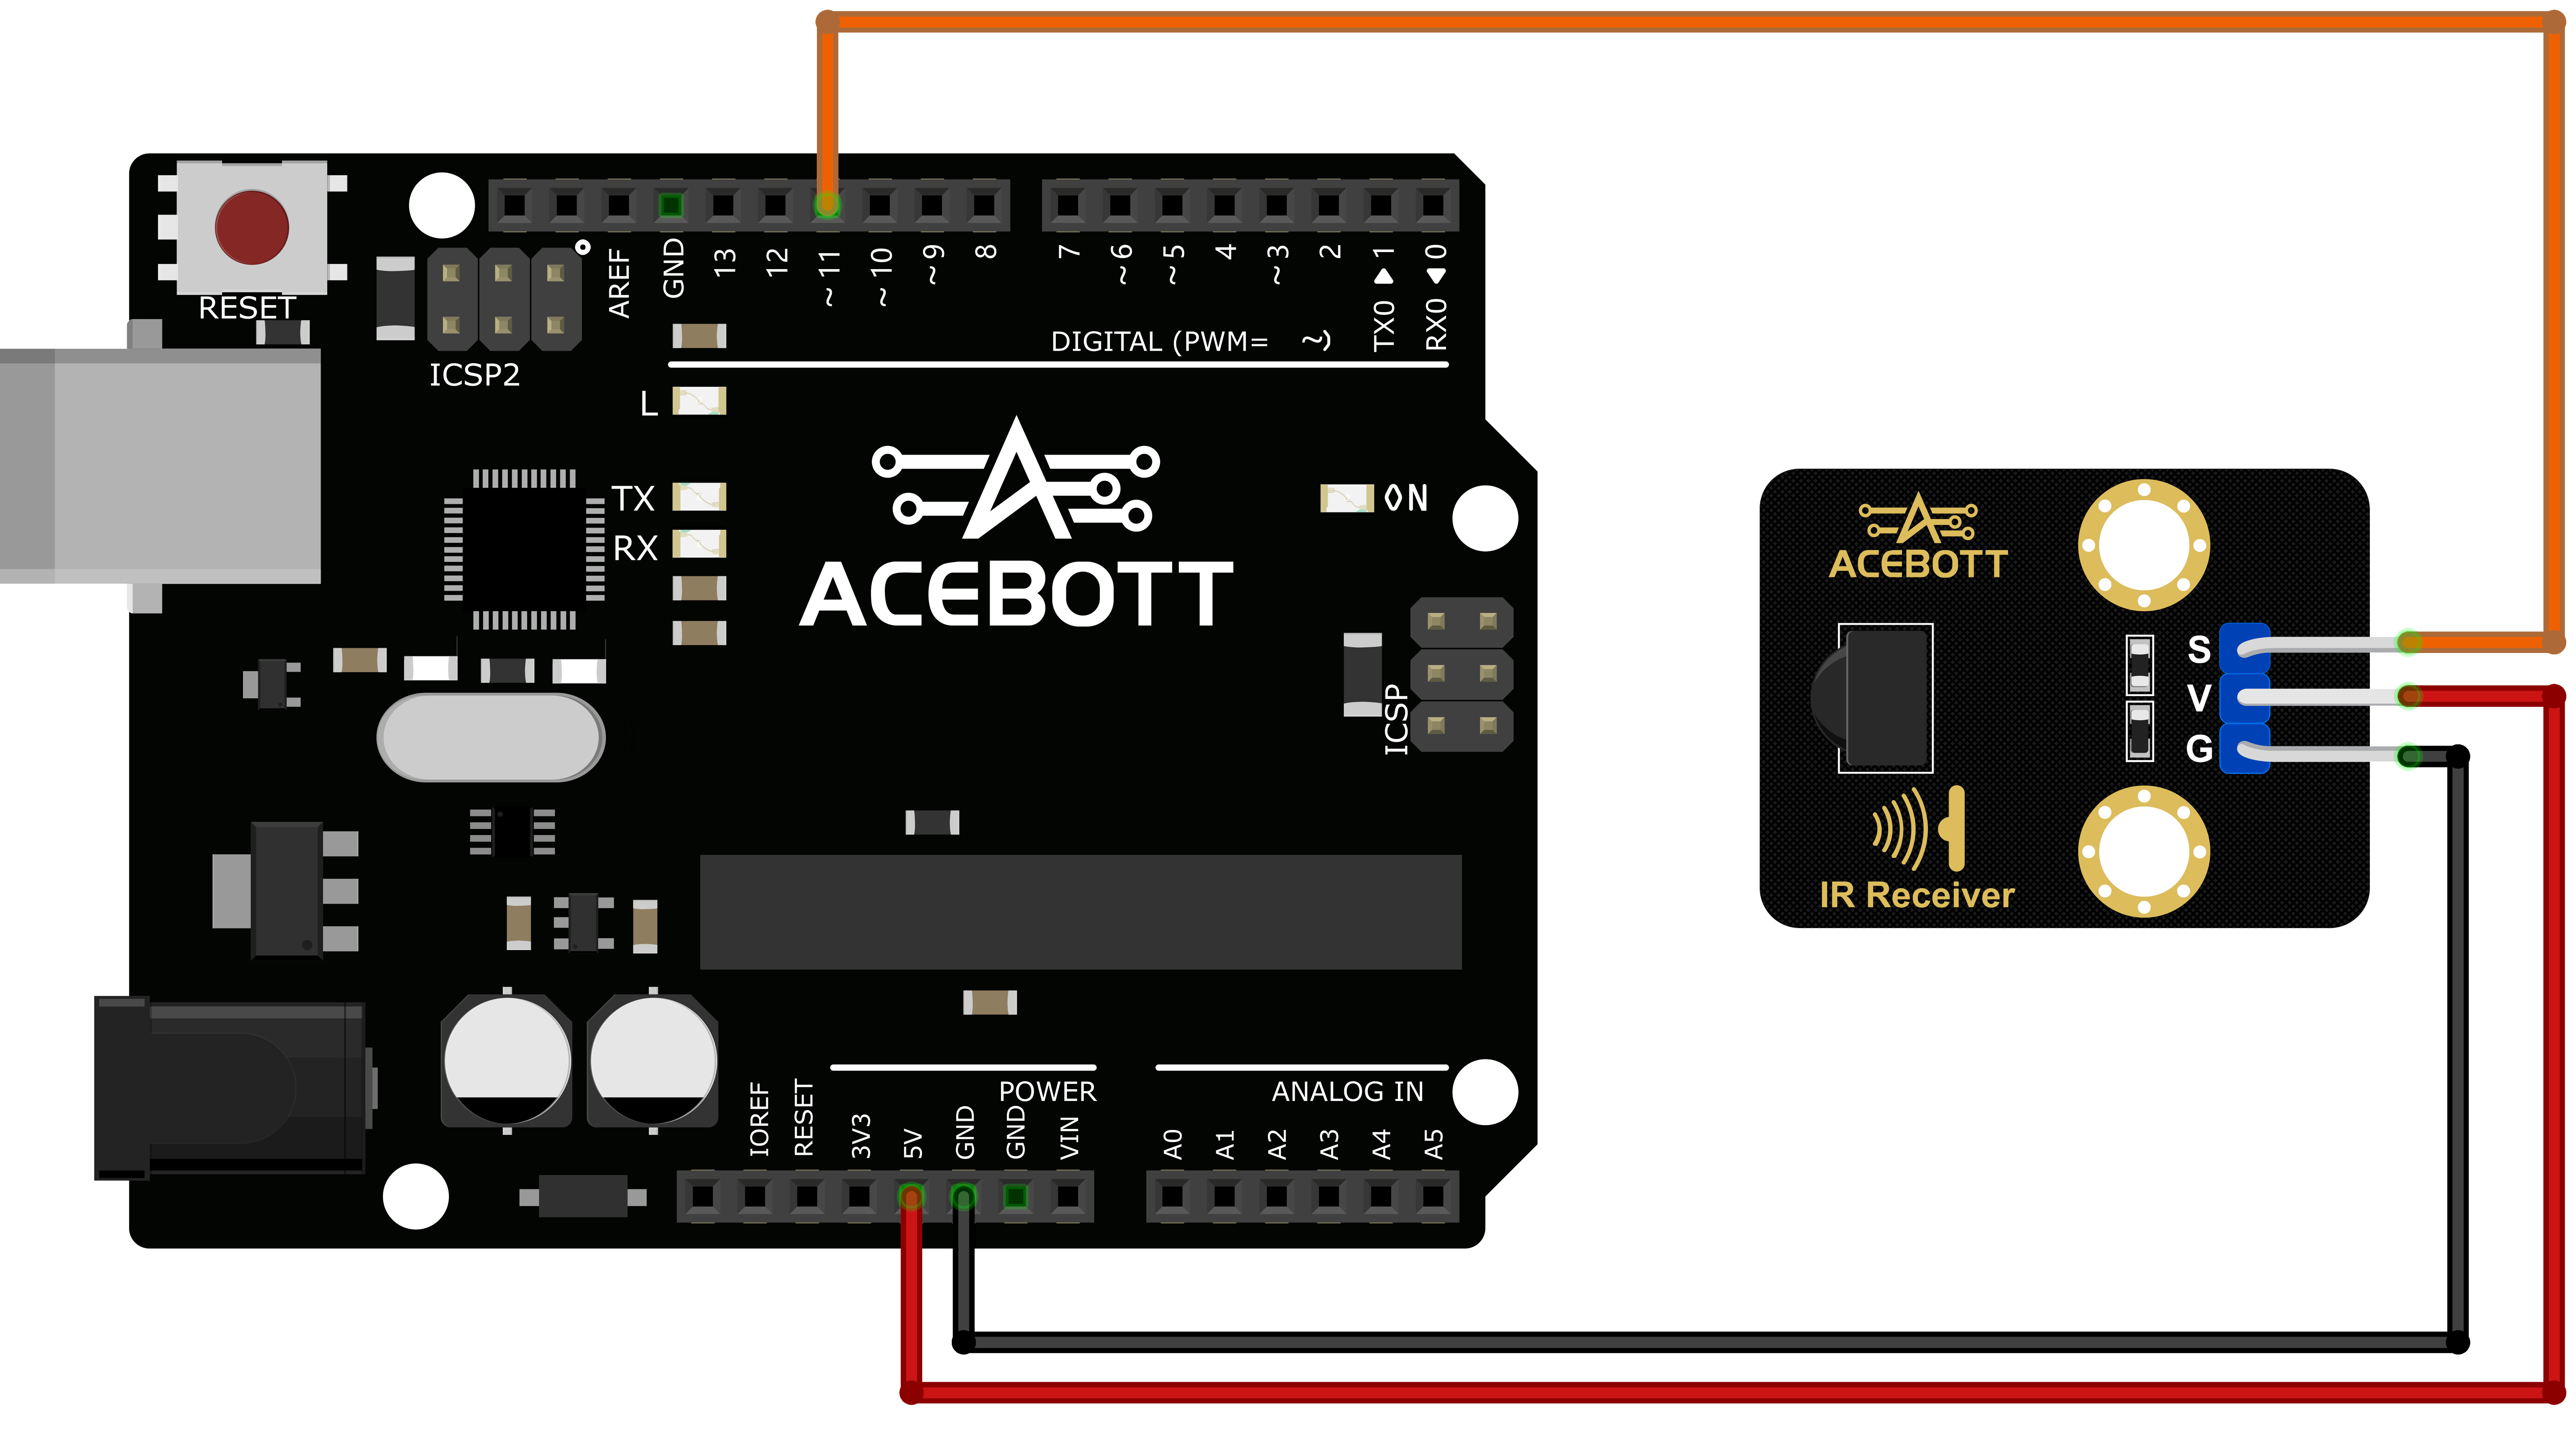 RESET
ICSP2
AREF
GND
13
12
~11
~10
~9
8
7
~6
~5
4
~3
2
TX0 ▶ 1
RX0 ◀ 0
DIGITAL (PWM= ~)
L
TX
RX
ON
ACEBOTT
ICSP
POWER
ANALOG IN
IOREF
RESET
3V3
5V
GND
GND
VIN
A0
A1
A2
A3
A4
A5
ACEBOTT
S
V
G
IR Receiver